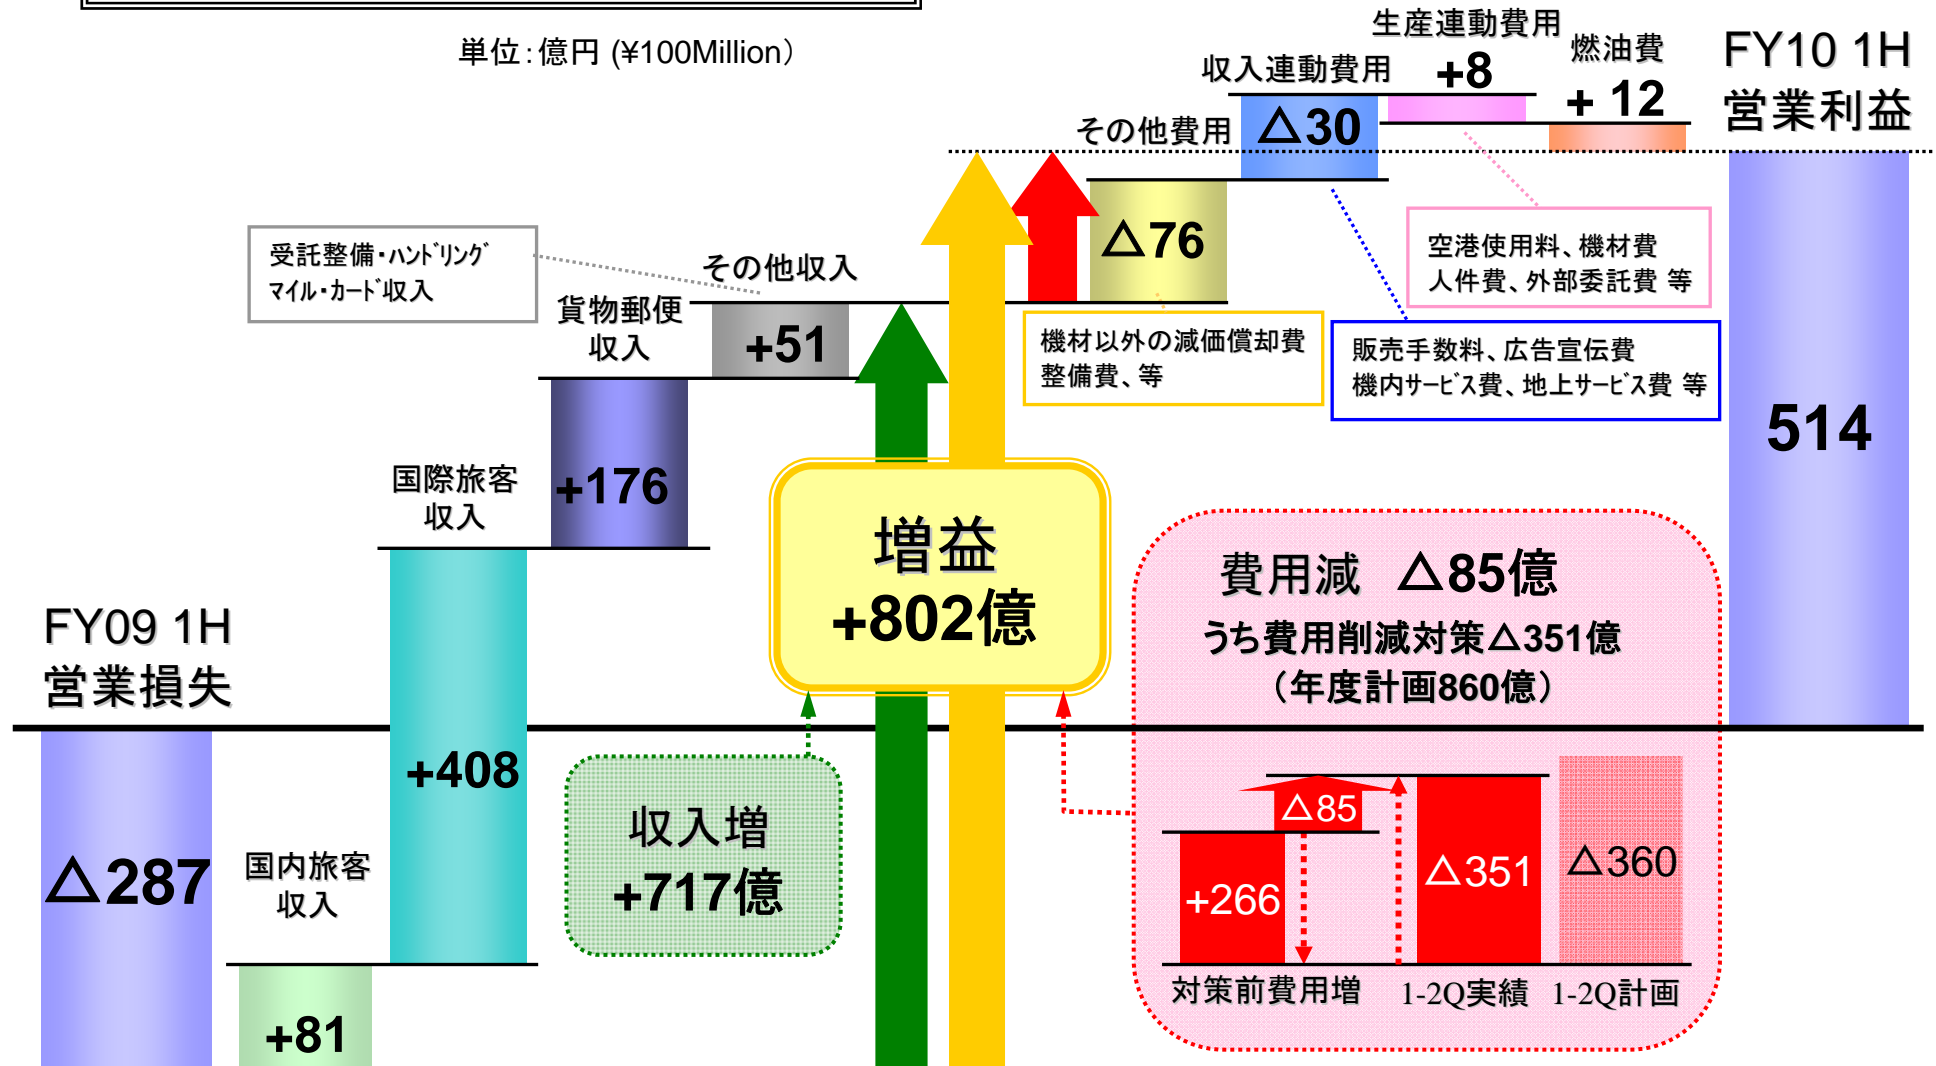 単位:億円 (¥100Million)
生産連動費用
+8
燃油費
+ 12
FY10 1H
営業利益
収入連動費用
△30
その他費用
△76
受託整備・ハンドリング
マイル・カード収入
その他収入
+51
貨物郵便
収入
+176
空港使用料、機材費
人件費、外部委託費 等
機材以外の減価償却費
整備費、等
販売手数料、広告宣伝費
機内サービス費、地上サービス費 等
514
国際旅客
収入
+408
増益
+802億
費用減 △85億
うち費用削減対策△351億
(年度計画860億)
FY09 1H
営業損失
△287
国内旅客
収入
+81
収入増
+717億
△85
+266
△351
△360
対策前費用増
1-2Q実績
1-2Q計画